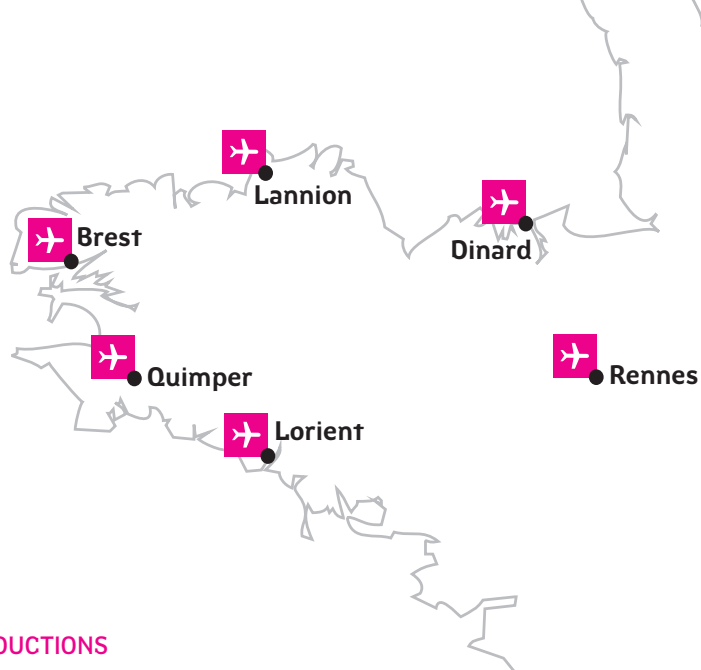 Lannion
Brest
Dinard
Quimper
Rennes
Lorient
DUCTIONS